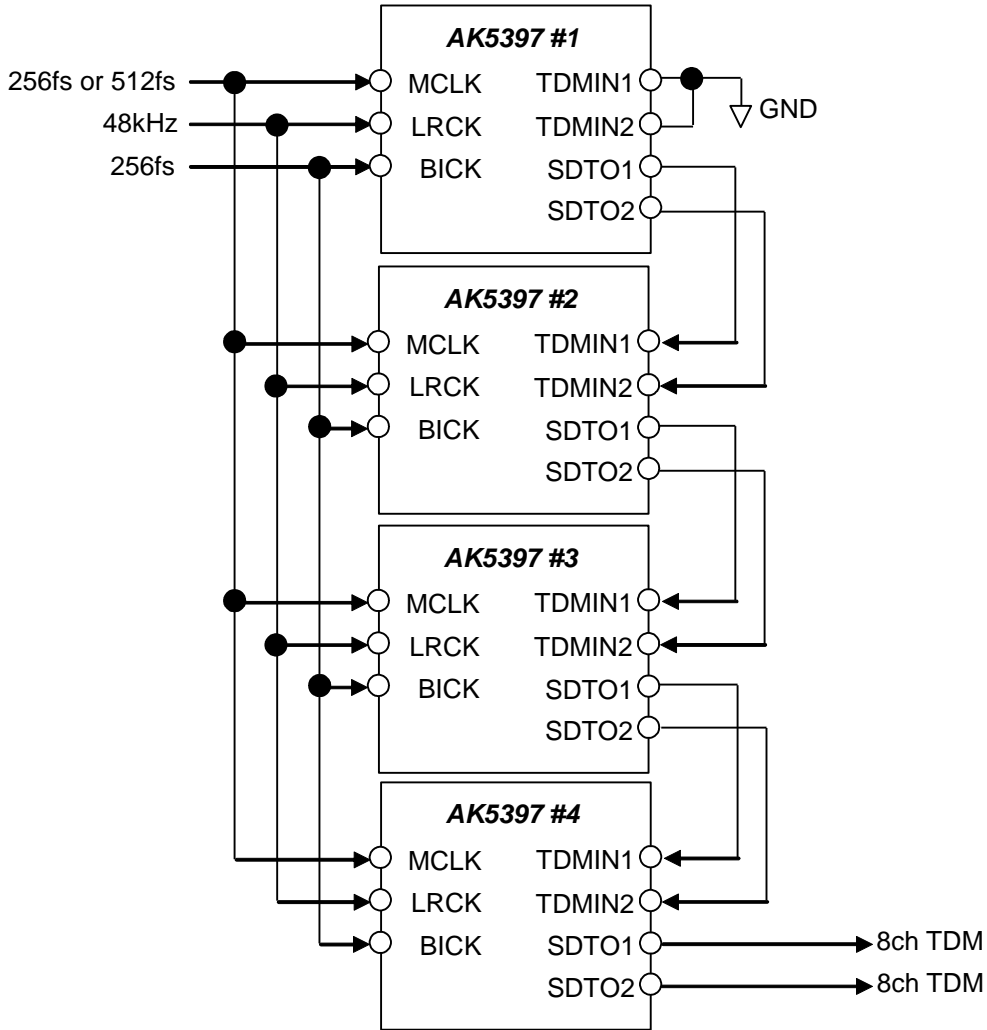 AK5397 #1
256fs or 512fs MCLK TDMIN1
GND
48kHz LRCK TDMIN2
256fs BICK SDTO1
SDTO2
AK5397 #2
MCLK TDMIN1
LRCK TDMIN2
BICK SDTO1
SDTO2
AK5397 #3
MCLK TDMIN1
LRCK TDMIN2
BICK SDTO1
SDTO2
AK5397 #4
MCLK TDMIN1
LRCK TDMIN2
BICK SDTO1 8ch TDM
SDTO2 8ch TDM